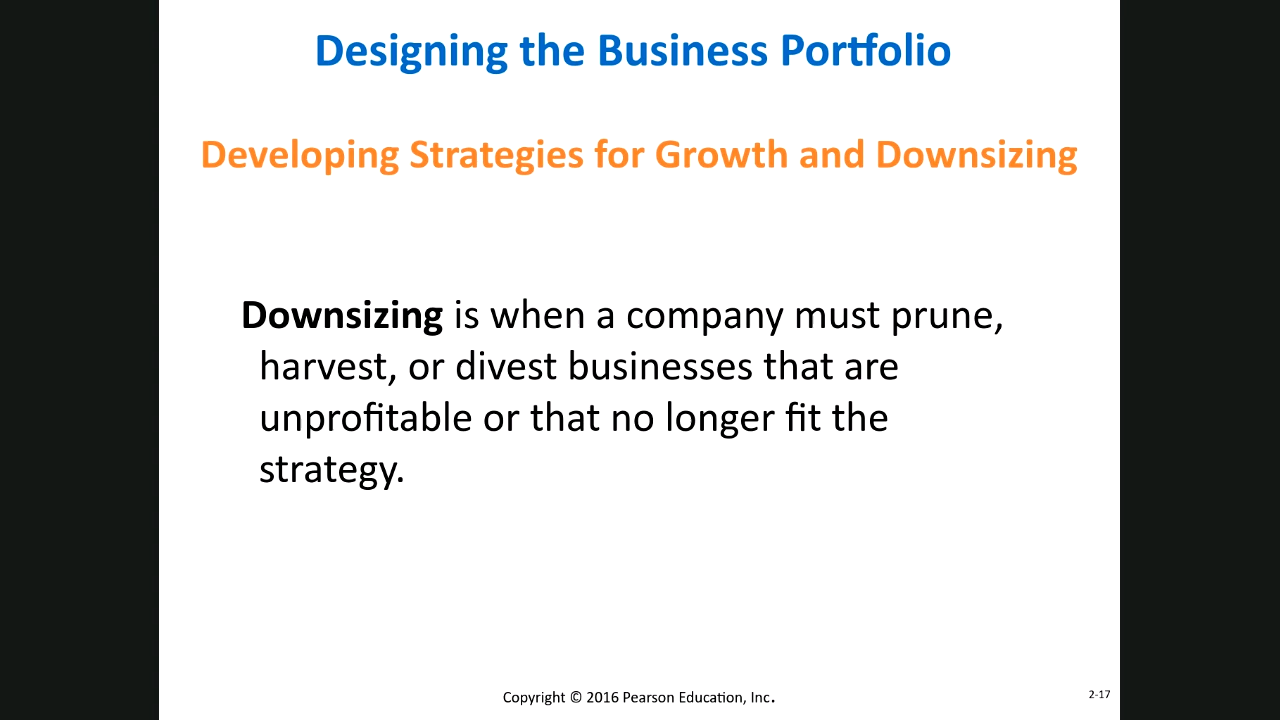 Designing the Business Portfolio
Developing Strategies for Growth and Downsizing
Downsizing is when a company must prune,
harvest, or divest businesses that are
unprofitable or that no longer fit the
strategy.
Copyright © 2016 Pearson Education, Inc.
2-17